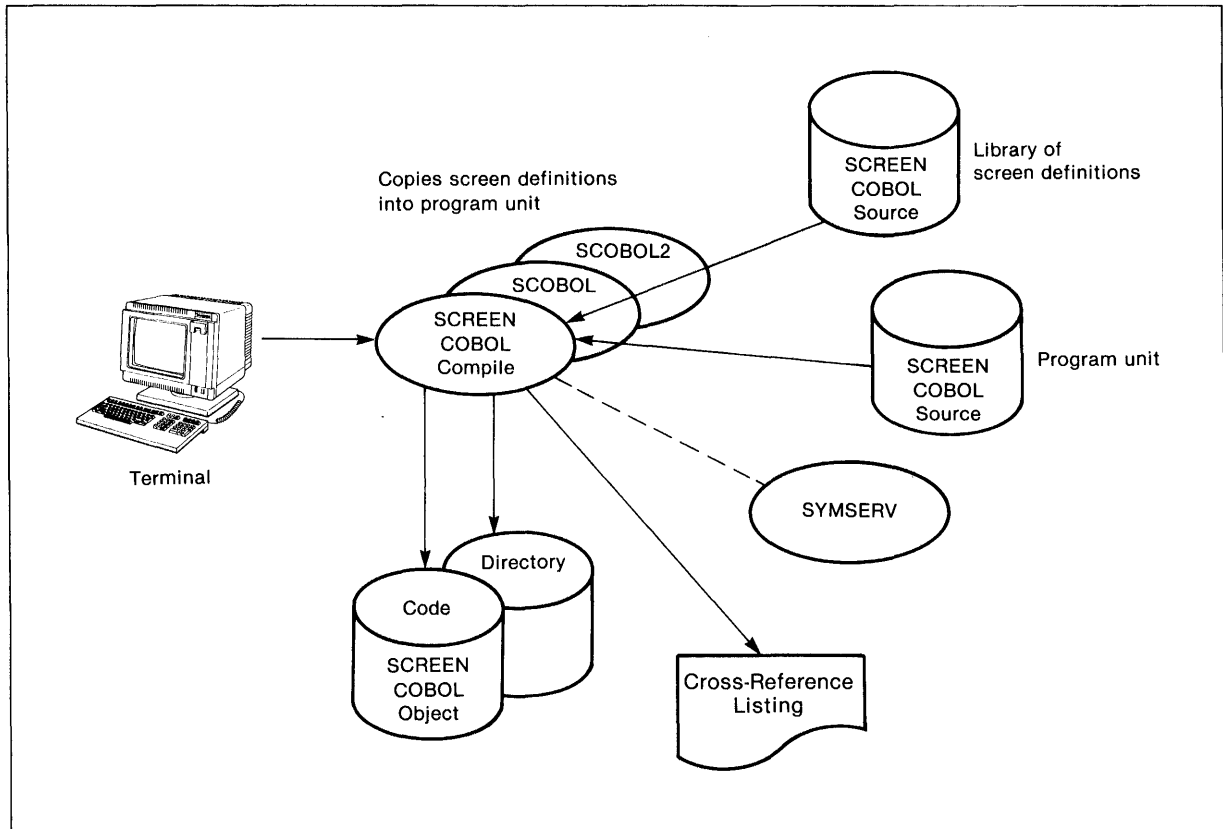 SCREEN
COBOL
Source
Library of
screen definitions
Copies screen definitions
into program unit
SCOBOL2
SCOBOL
SCREEN
COBOL
Compile
SCREEN
COBOL
Source
Program unit
Terminal
SYMSERV
Directory
Code
SCREEN
COBOL
Object
Cross-Reference
Listing